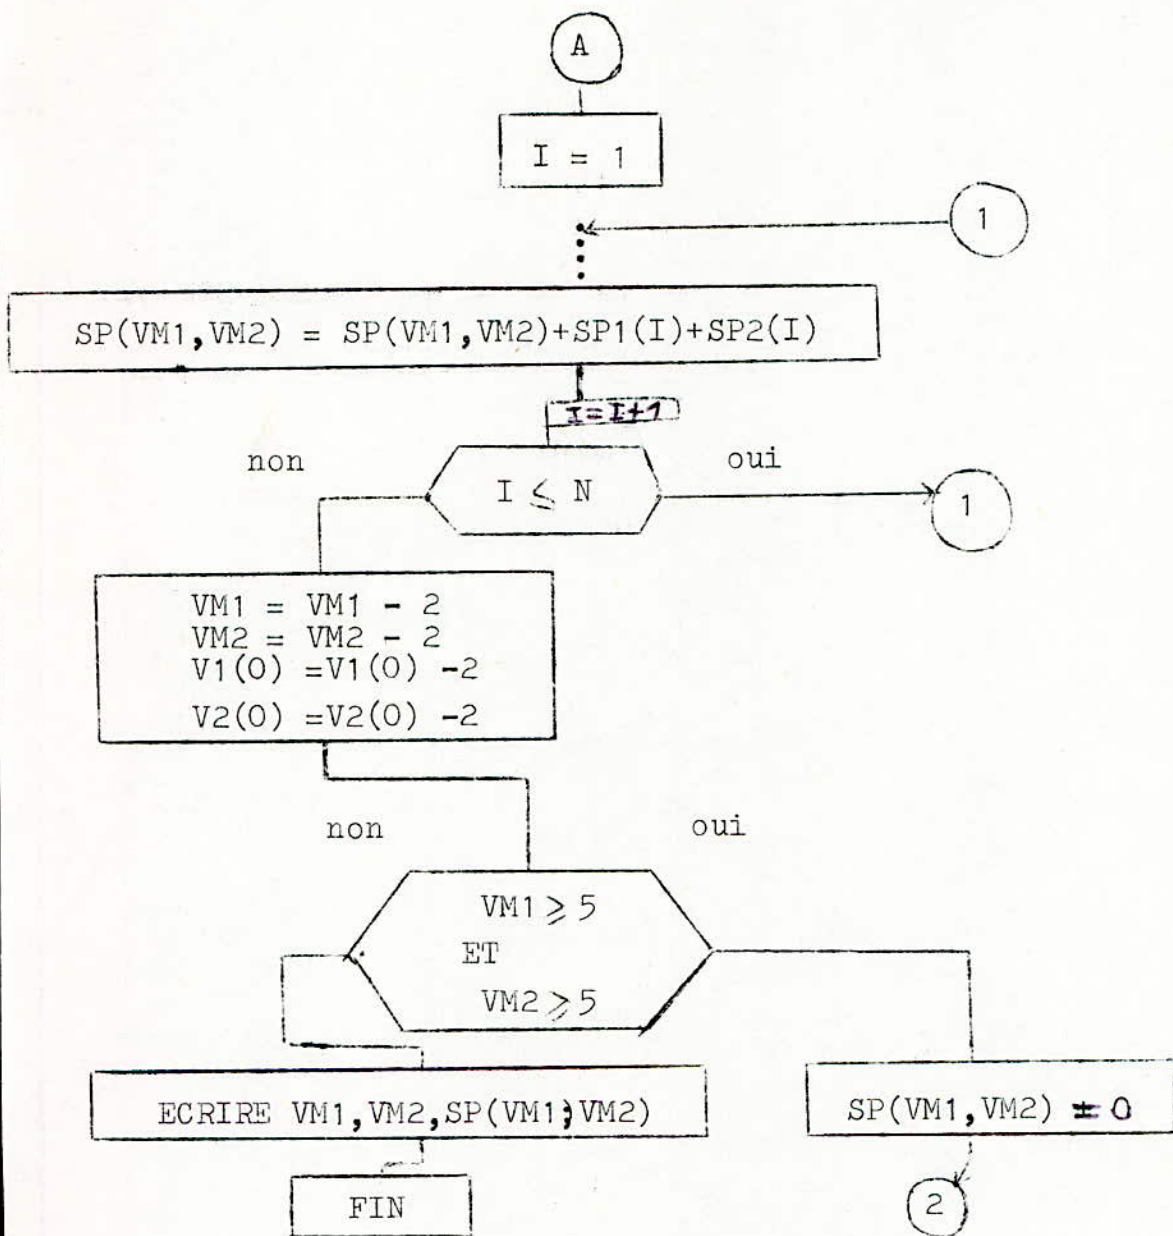 A
I = 1
1
SP(VM1,VM2) = SP(VM1,VM2)+SP1(I)+SP2(I)
I=I+1
non
oui
I ≤ N
1
VM1 = VM1 - 2
VM2 = VM2 - 2
V1(0) =V1(0) -2
V2(0) =V2(0) -2
non
oui
VM1 ≥ 5
ET
VM2 ≥ 5
ECRIRE VM1,VM2,SP(VM1;VM2)
SP(VM1,VM2) = 0
FIN
2